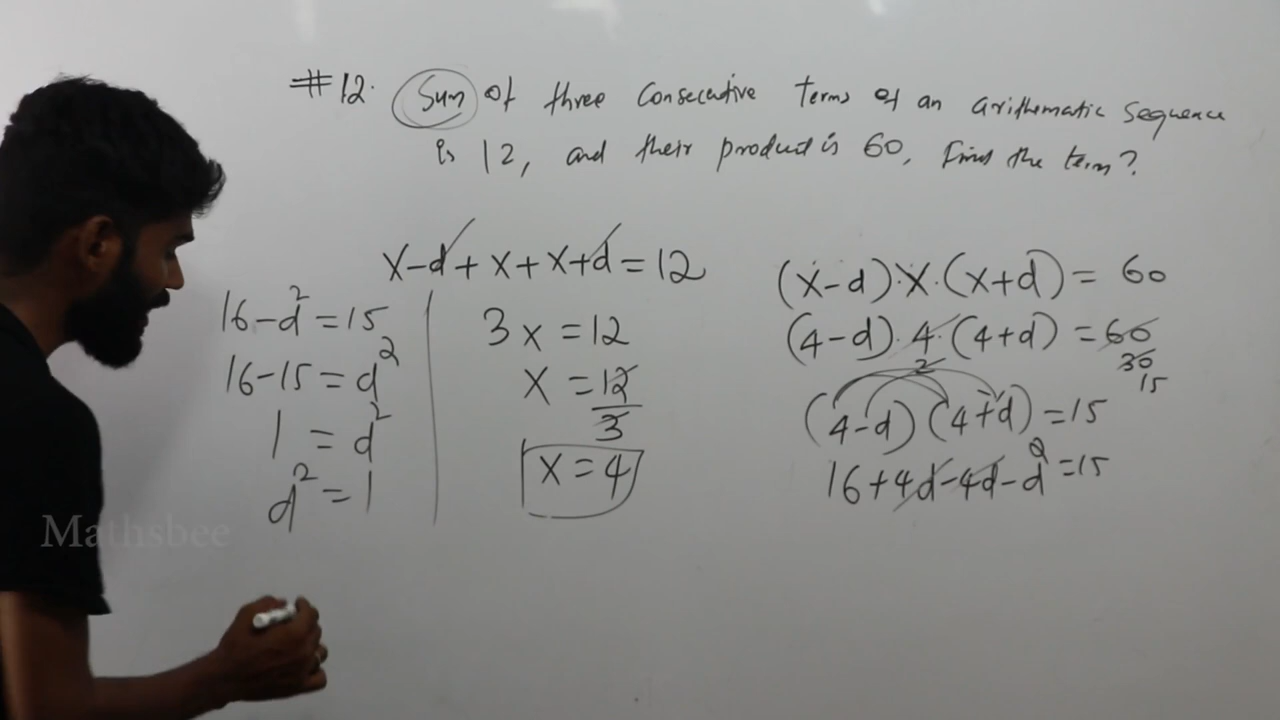 #12. Sum of three Consecutive terms of an arithematic sequence
is 12, and their product is 60, Find the term?
x-d+x+x+d=12
3x=12
x=12/3
x=4
(x-d)·x·(x+d)=60
(4-d)·4·(4+d)=60
2 30
15
(4-d)(4+d)=15
16+4d-4d-d²=15
16-d²=15
16-15=d²
1=d²
d²=1
Mathsbee